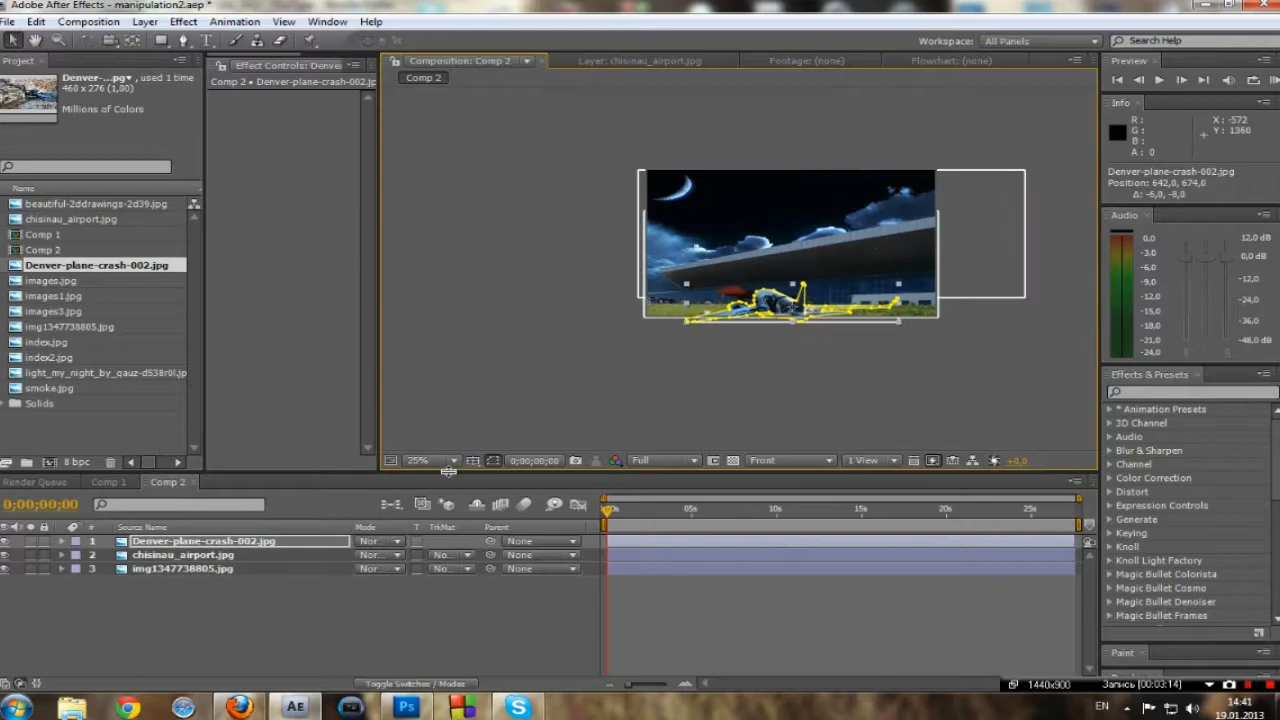 Adobe After Effects - manipulation2.aep *
File Edit Composition Layer Effect Animation View Window Help
Workspace: All Panels Search Help
Project
Effect Controls: Denve
Composition: Comp 2
Layer: chisinau_airport.jpg
Footage: (none)
Flowchart: (none)
Preview
Denver-...pg▾ , used 1 time
460 x 276 (1,00)
Millions of Colors
Comp 2 • Denver-plane-crash-002.jp
Comp 2
Info
R :
G :
B :
A : 0
X : -572
Y : 1360
Denver-plane-crash-002.jpg
Position: 642,0, 674,0
Δ: -6,0, -8,0
Name
beautiful-2ddrawings-2d39.jpg
chisinau_airport.jpg
Comp 1
Comp 2
Denver-plane-crash-002.jpg
images.jpg
images1.jpg
images3.jpg
img1347738805.jpg
index.jpg
index2.jpg
light_my_night_by_qauz-d538r0l.jp
smoke.jpg
Solids
8 bpc
Audio
0,0
-3,0
-6,0
-9,0
-12,0
-15,0
-18,0
-21,0
-24,0
12,0 dB
0,0 dB
-12,0
-24,0
-36,0
-48,0 dB
Effects & Presets
* Animation Presets
3D Channel
Audio
Blur & Sharpen
Channel
Color Correction
Distort
Expression Controls
Generate
Keying
Knoll
Knoll Light Factory
Magic Bullet Colorista
Magic Bullet Cosmo
Magic Bullet Denoiser
Magic Bullet Frames
Paint
25% 0;00;00;00 Full Front 1 View +0,0
Render Queue Comp 1 Comp 2
0;00;00;00
05s 10s 15s 20s 25s
# Source Name Mode T TrkMat Parent
1 Denver-plane-crash-002.jpg Nor None
2 chisinau_airport.jpg Nor... No... None
3 img1347738805.jpg Nor No... None
Toggle Switches / Modes
1440x900 Запись [00:03:14]
AE Ps S EN 14:41
19.01.2013